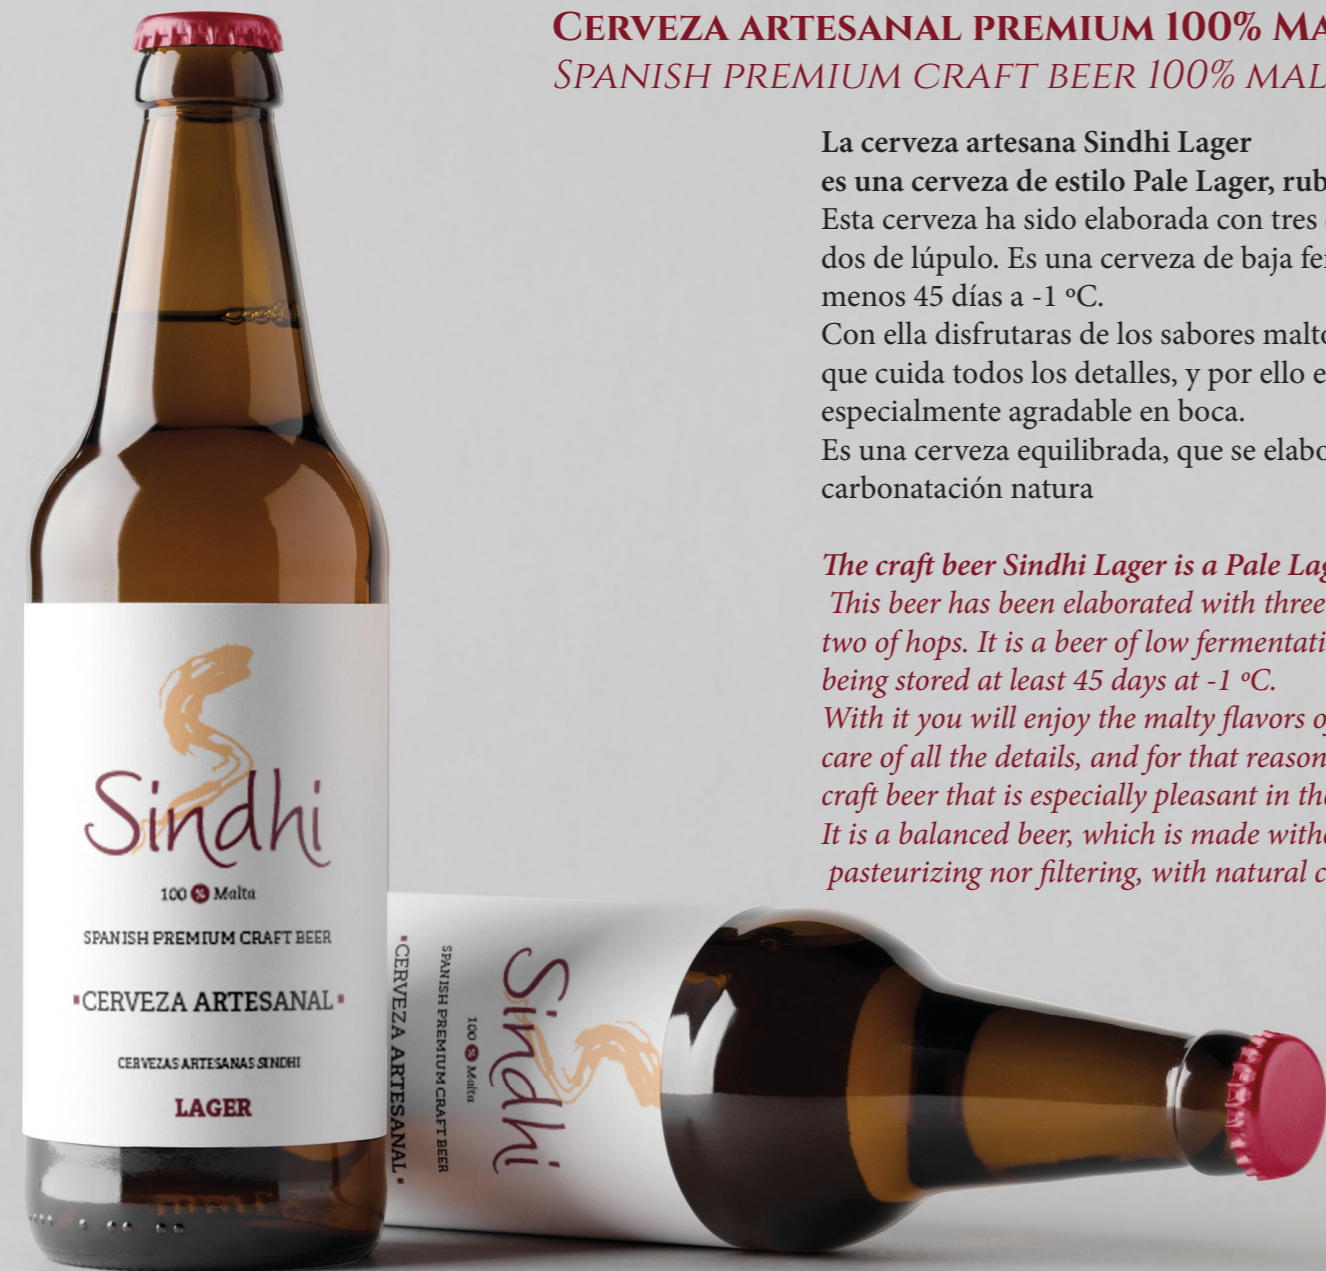 CERVEZA ARTESANAL PREMIUM 100% MA
SPANISH PREMIUM CRAFT BEER 100% MAL
La cerveza artesana Sindhi Lager
es una cerveza de estilo Pale Lager, rub
Esta cerveza ha sido elaborada con tres
dos de lúpulo. Es una cerveza de baja fer
menos 45 días a -1 ºC.
Con ella disfrutaras de los sabores malto
que cuida todos los detalles, y por ello e
especialmente agradable en boca.
Es una cerveza equilibrada, que se elabo
carbonatación natura
The craft beer Sindhi Lager is a Pale Lag
This beer has been elaborated with three
two of hops. It is a beer of low fermentati
being stored at least 45 days at -1 ºC.
With it you will enjoy the malty flavors o
care of all the details, and for that reason
craft beer that is especially pleasant in the
It is a balanced beer, which is made witho
pasteurizing nor filtering, with natural c
Sindhi
100 % Malta
SPANISH PREMIUM CRAFT BEER
CERVEZA ARTESANAL
CERVEZAS ARTESANAS SINDHI
LAGER
Sindhi
100 % Malta
SPANISH PREMIUM CRAFT BEER
CERVEZA ARTESANAL